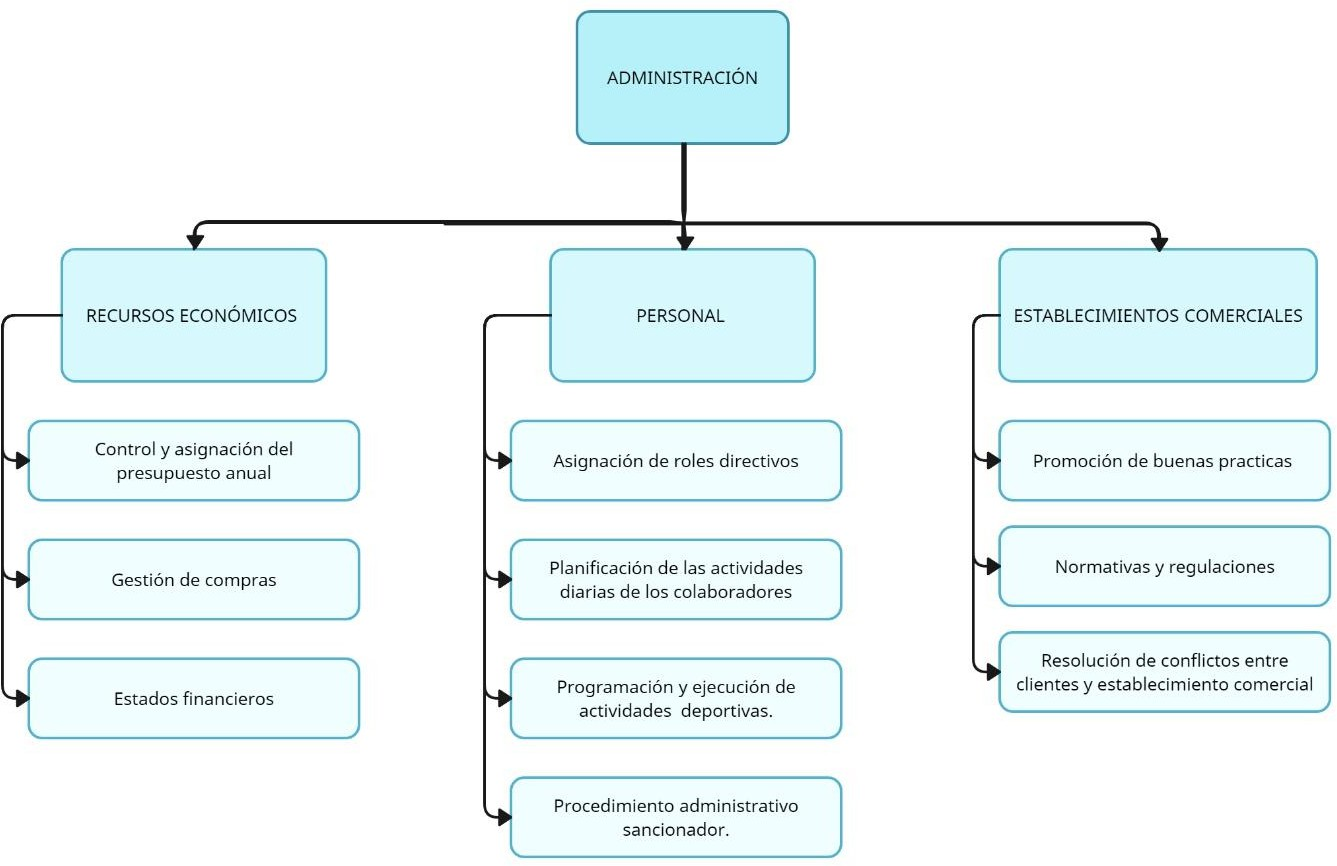 ADMINISTRACIÓN
RECURSOS ECONÓMICOS
Control y asignación del
presupuesto anual
Gestión de compras
Estados financieros
PERSONAL
Asignación de roles directivos
Planificación de las actividades
diarias de los colaboradores
Programación y ejecución de
actividades  deportivas.
Procedimiento administrativo
sancionador.
ESTABLECIMIENTOS COMERCIALES
Promoción de buenas practicas
Normativas y regulaciones
Resolución de conflictos entre
clientes y establecimiento comercial